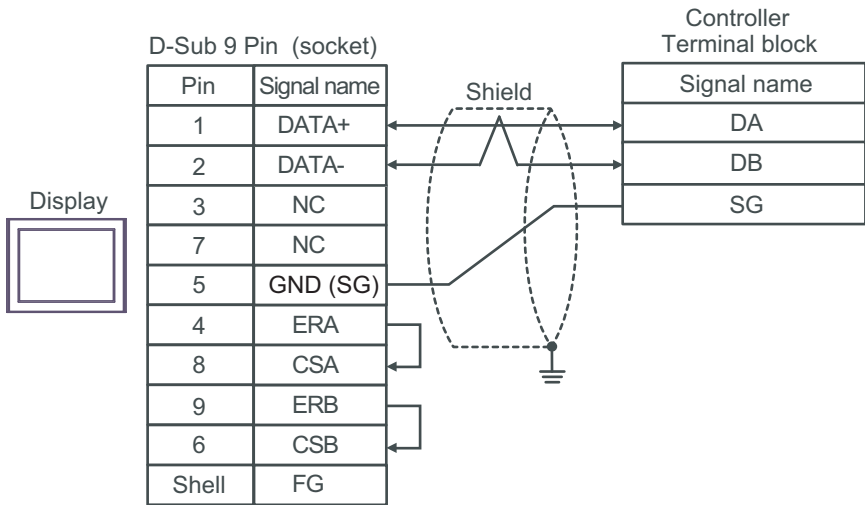 Controller
Terminal block
D-Sub 9 Pin (socket)
Pin Signal name
Shield
Signal name
1 DATA+
DA
2 DATA-
DB
Display
3 NC
SG
7 NC
5 GND (SG)
4 ERA
8 CSA
9 ERB
6 CSB
Shell FG